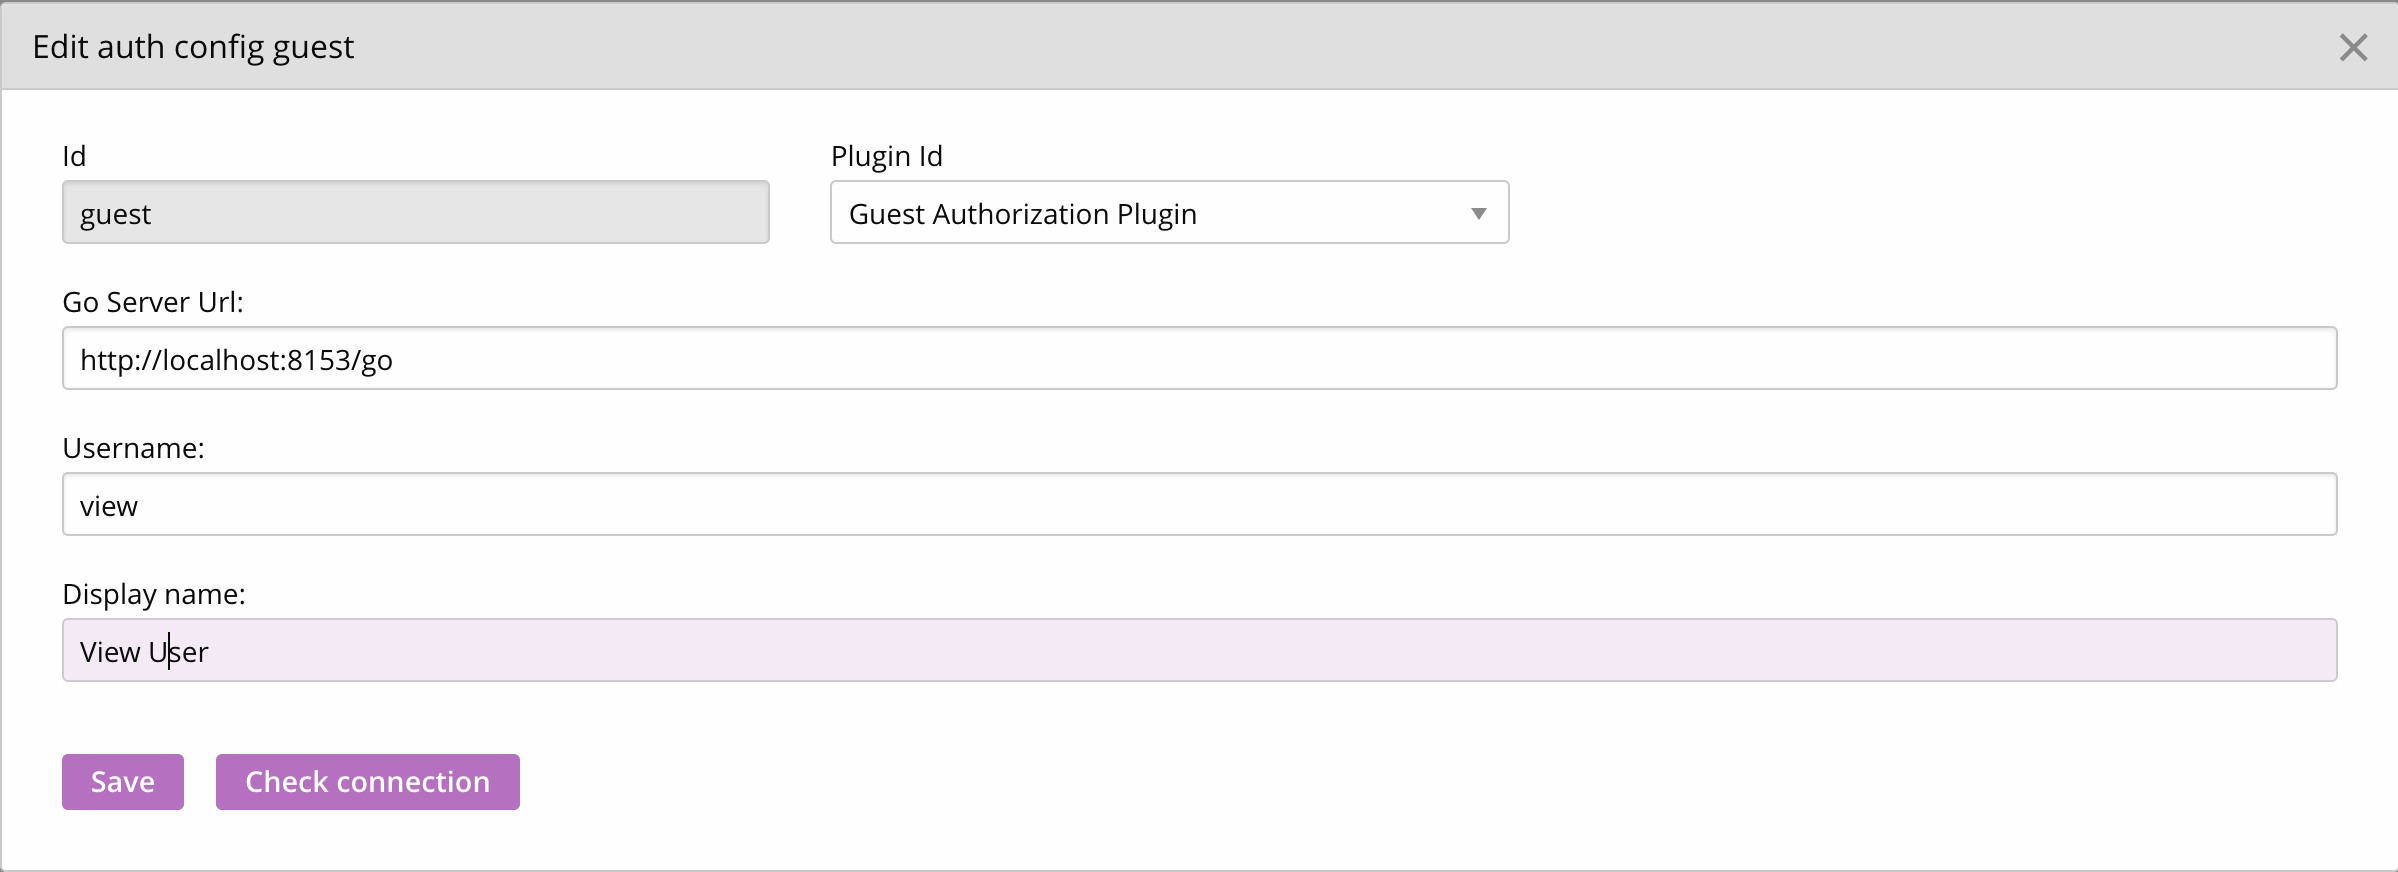 Edit auth config guest
Id
Plugin Id
guest
Guest Authorization Plugin
Go Server Url:
http://localhost:8153/go
Username:
view
Display name:
View User
Save
Check connection